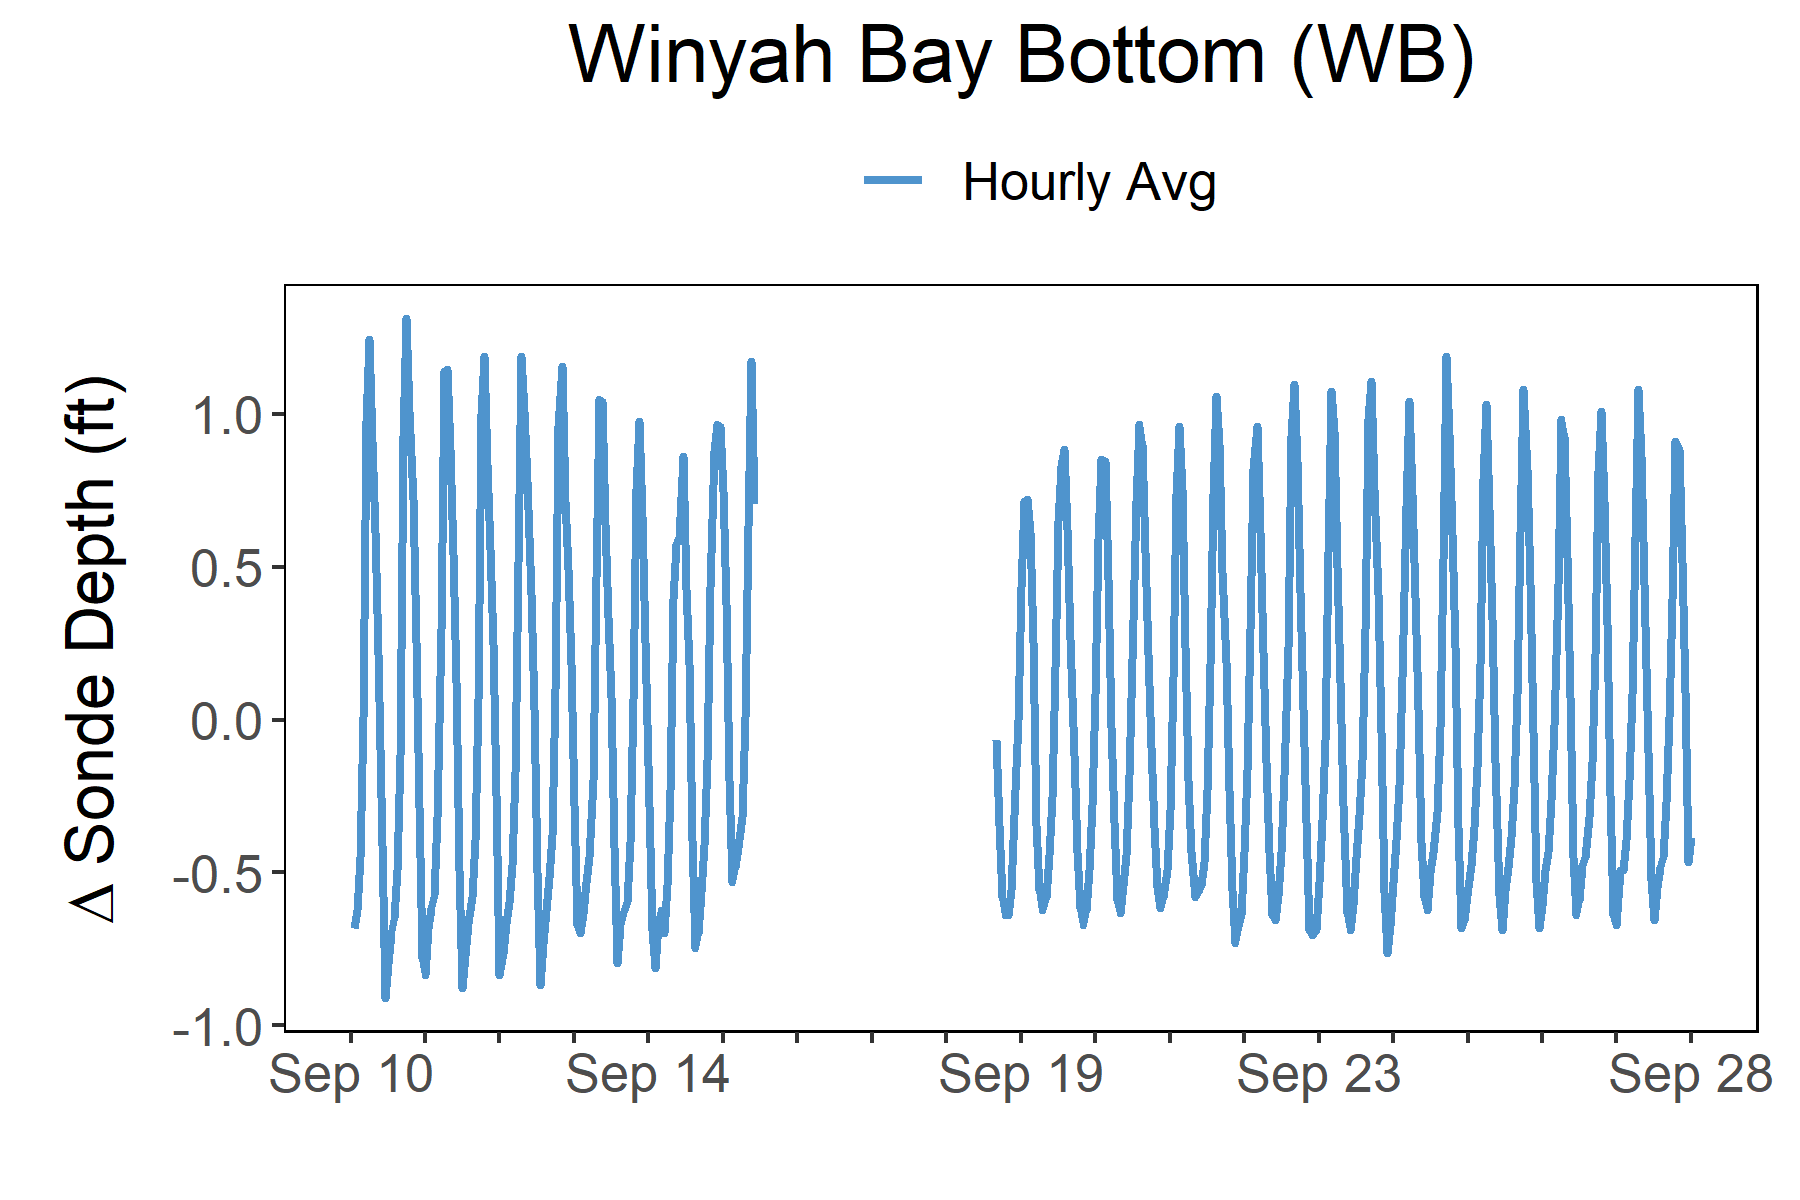 Winyah Bay Bottom (WB)
Hourly Avg
Δ Sonde Depth (ft)
1.0
0.5
0.0
-0.5
-1.0
Sep 10 Sep 14 Sep 19 Sep 23 Sep 28